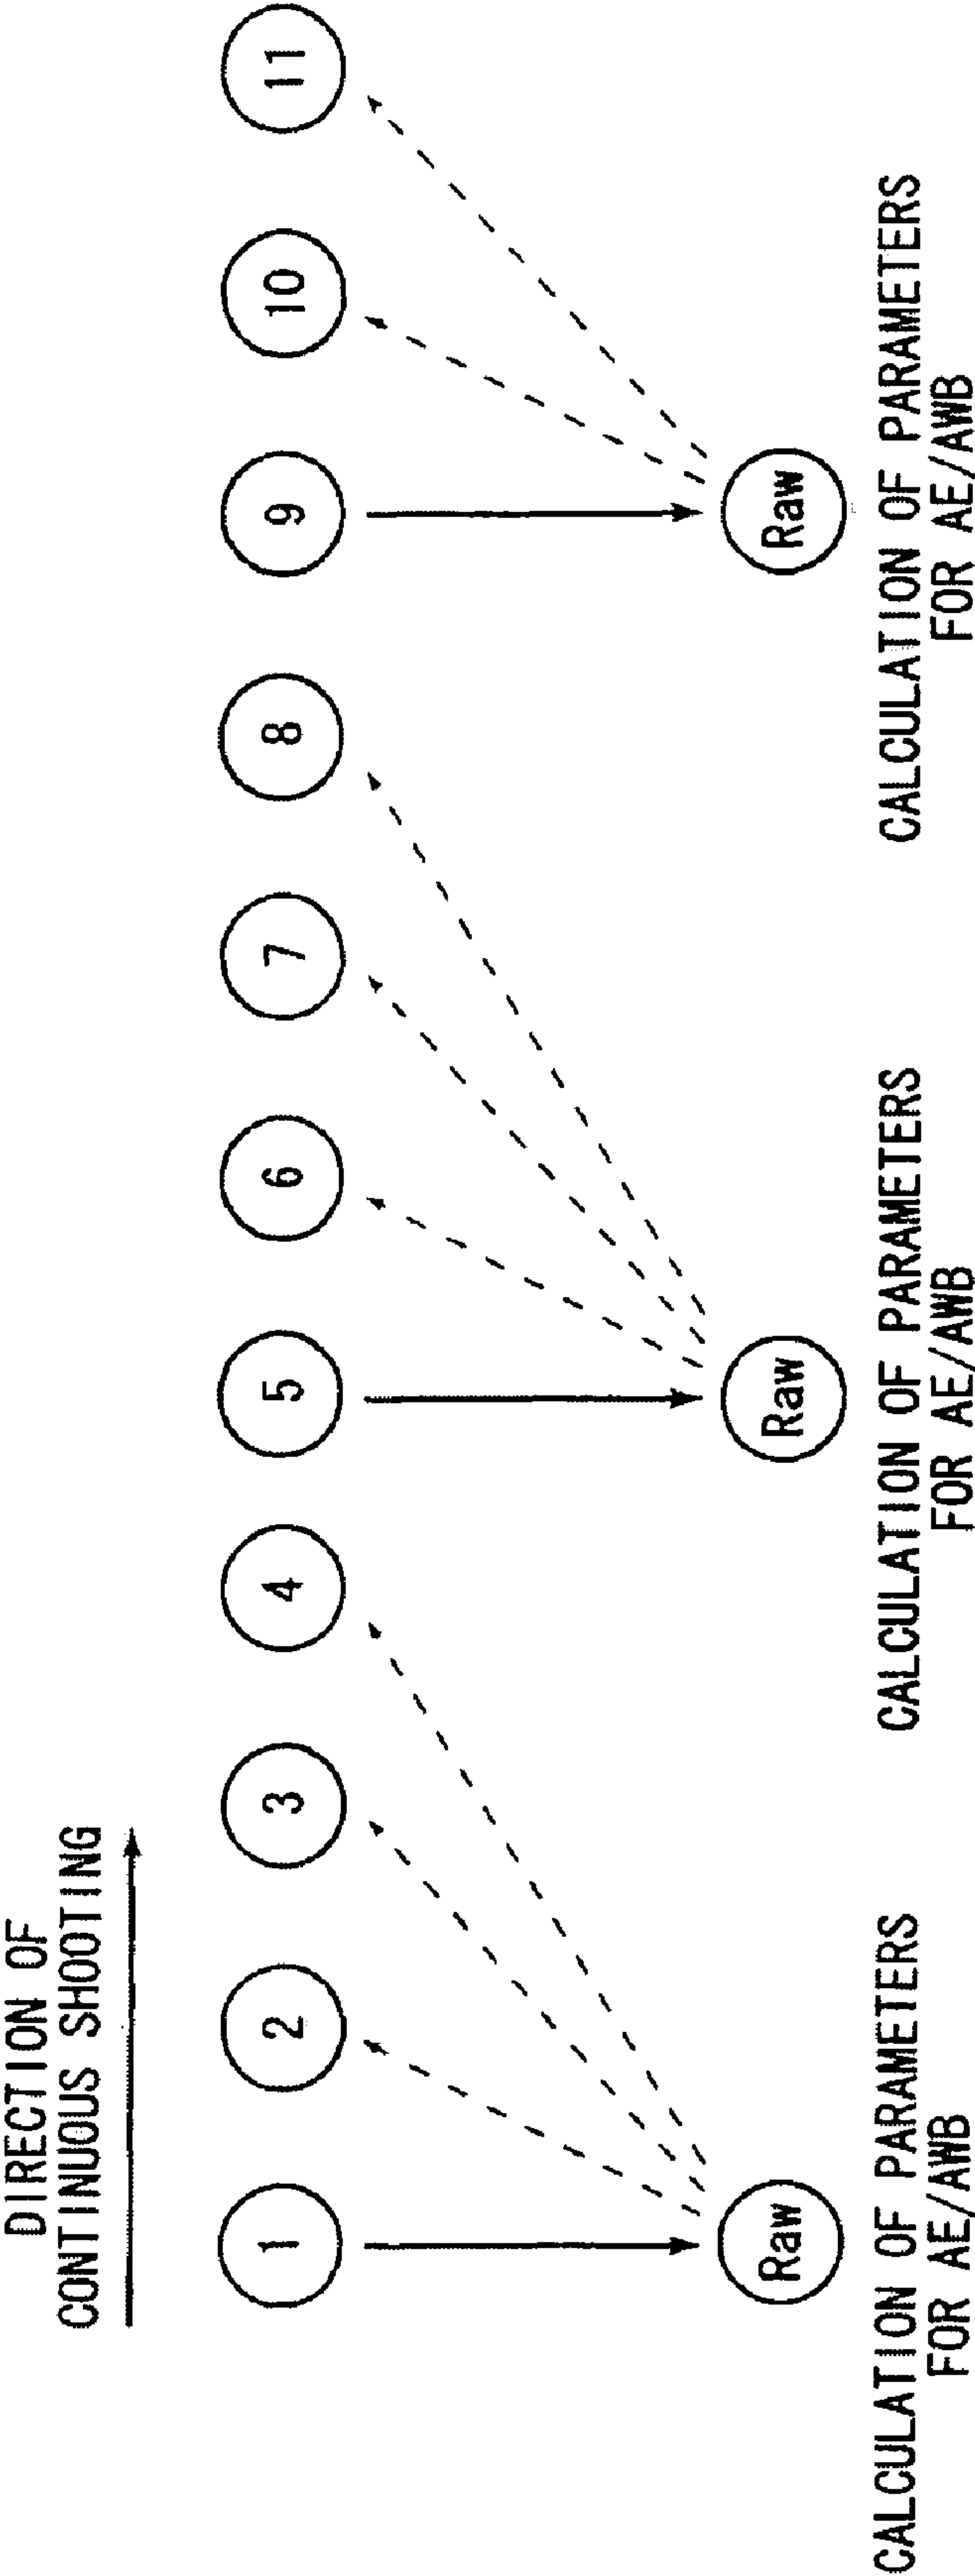 DIRECTION OF
CONTINUOUS SHOOTING
1
2
3
4
5
6
7
8
9
10
11
Raw
Raw
Raw
CALCULATION OF PARAMETERS
FOR AE/AWB
CALCULATION OF PARAMETERS
FOR AE/AWB
CALCULATION OF PARAMETERS
FOR AE/AWB